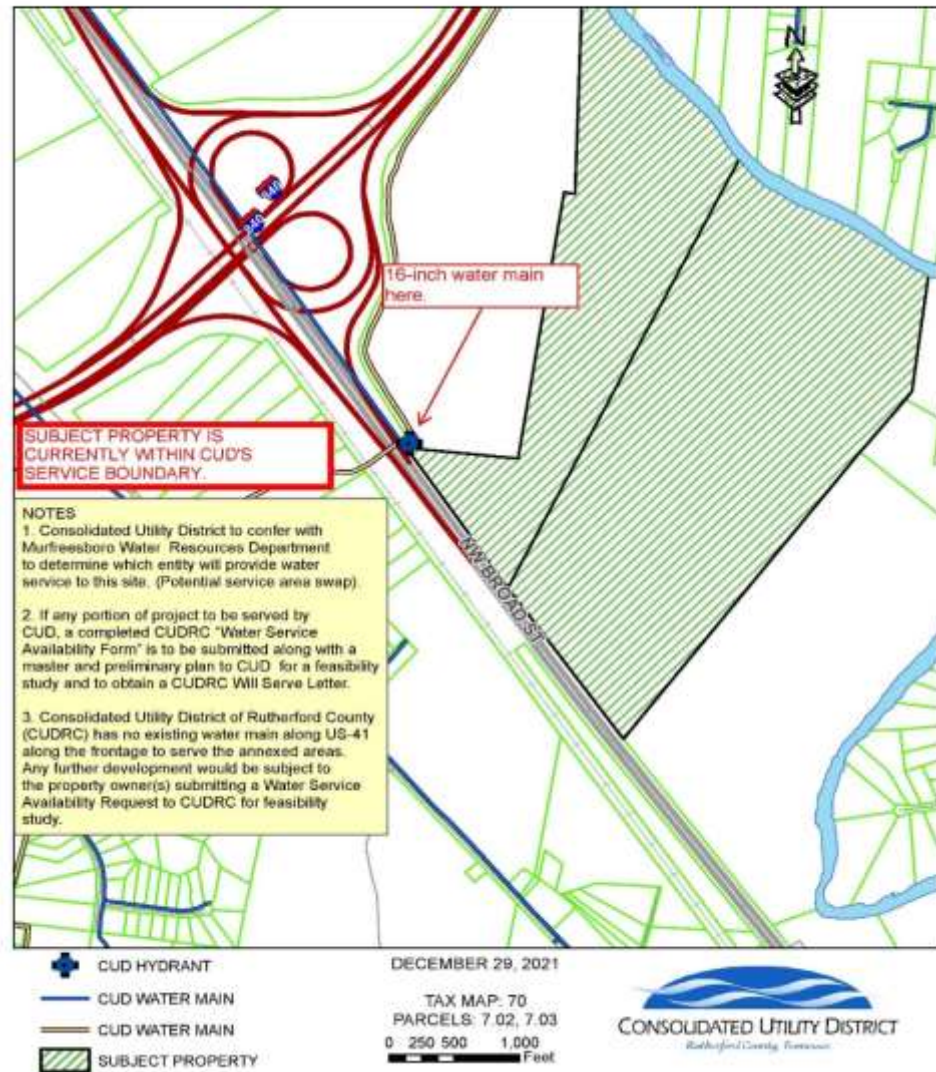 N
840
840
16-inch water main
here.
SUBJECT PROPERTY IS
CURRENTLY WITHIN CUD'S
SERVICE BOUNDARY.
NW BROAD ST
NOTES
1. Consolidated Utility District to confer with
Murfreesboro Water Resources Department
to determine which entity will provide water
service to this site. (Potential service area swap)
2. If any portion of project to be served by
CUD, a completed CUDRC "Water Service
Availability Form" is to be submitted along with a
master and preliminary plan to CUD for a feasibility
study and to obtain a CUDRC Will Serve Letter.
3. Consolidated Utility District of Rutherford County
(CUDRC) has no existing water main along US-41
along the frontage to serve the annexed areas.
Any further development would be subject to
the property owner(s) submitting a Water Service
Availability Request to CUDRC for feasibility
study.
CUD HYDRANT
CUD WATER MAIN
CUD WATER MAIN
SUBJECT PROPERTY
DECEMBER 29, 2021
TAX MAP: 70
PARCELS: 7.02, 7.03
0 250 500 1,000
Feet
CONSOLIDATED UTILITY DISTRICT
Rutherford County, Tennessee